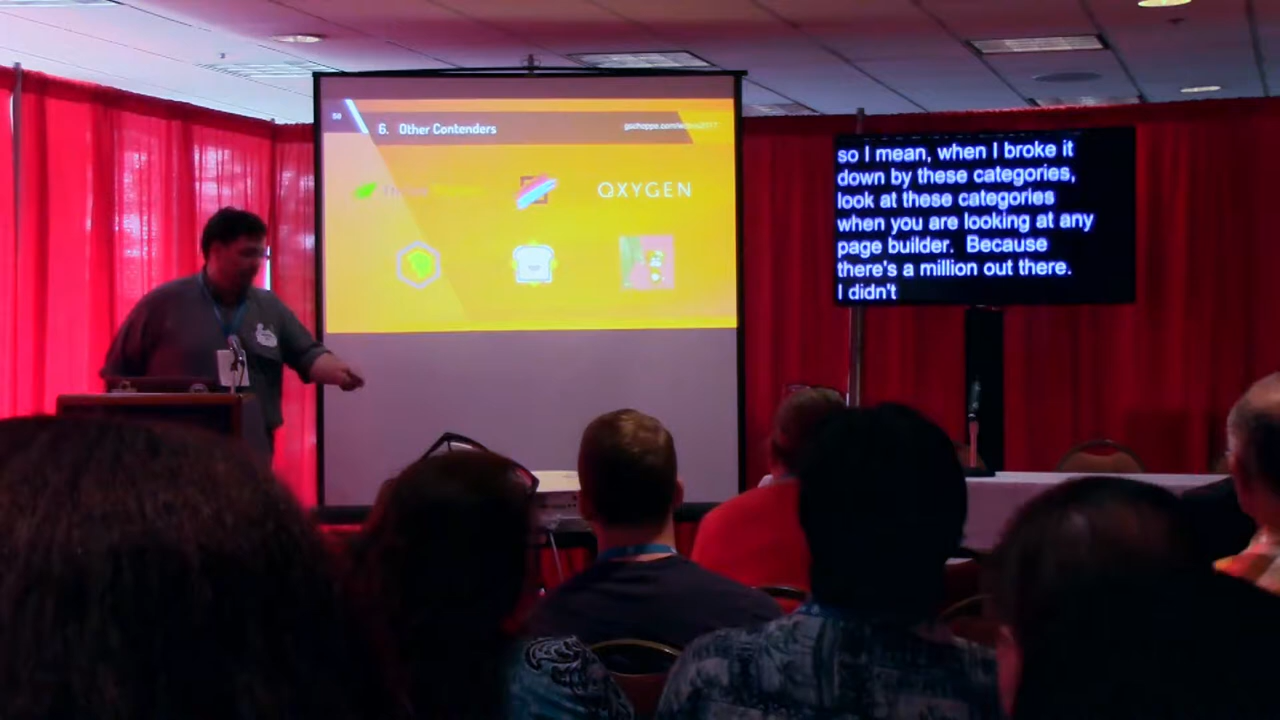 6. Other Contenders
OXYGEN
so I mean, when I broke it
down by these categories,
look at these categories
when you are looking at any
page builder. Because
there's a million out there.
I didn't